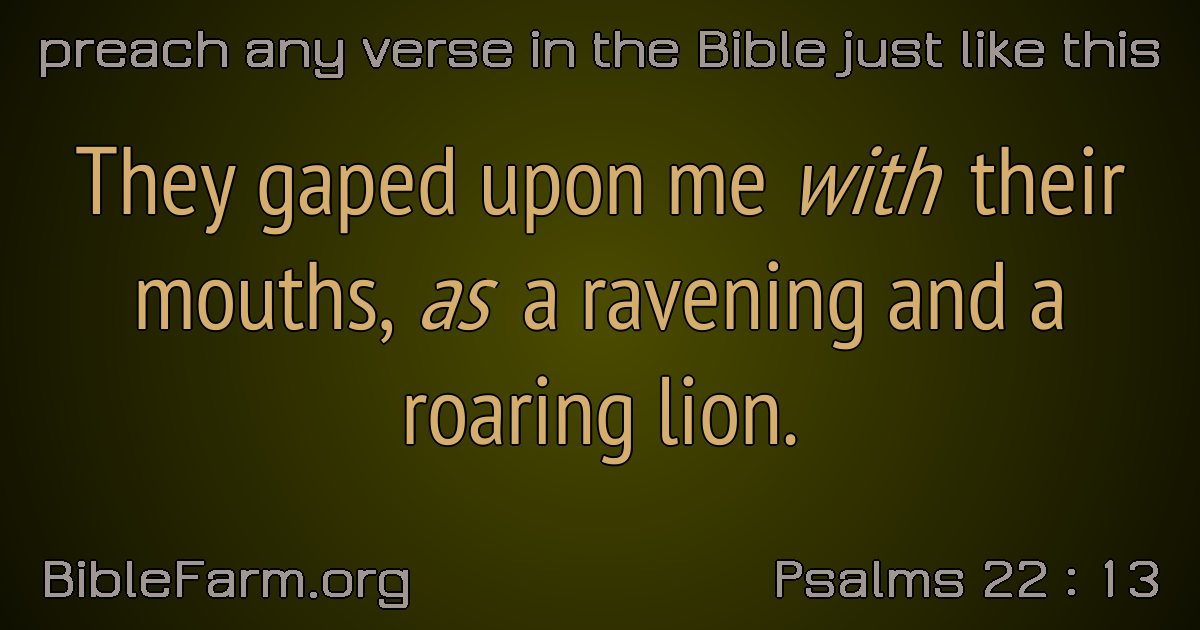 preach any verse in the Bible just like this
They gaped upon me with their
mouths, as a ravening and a
roaring lion.
BibleFarm.org
Psalms 22 : 13